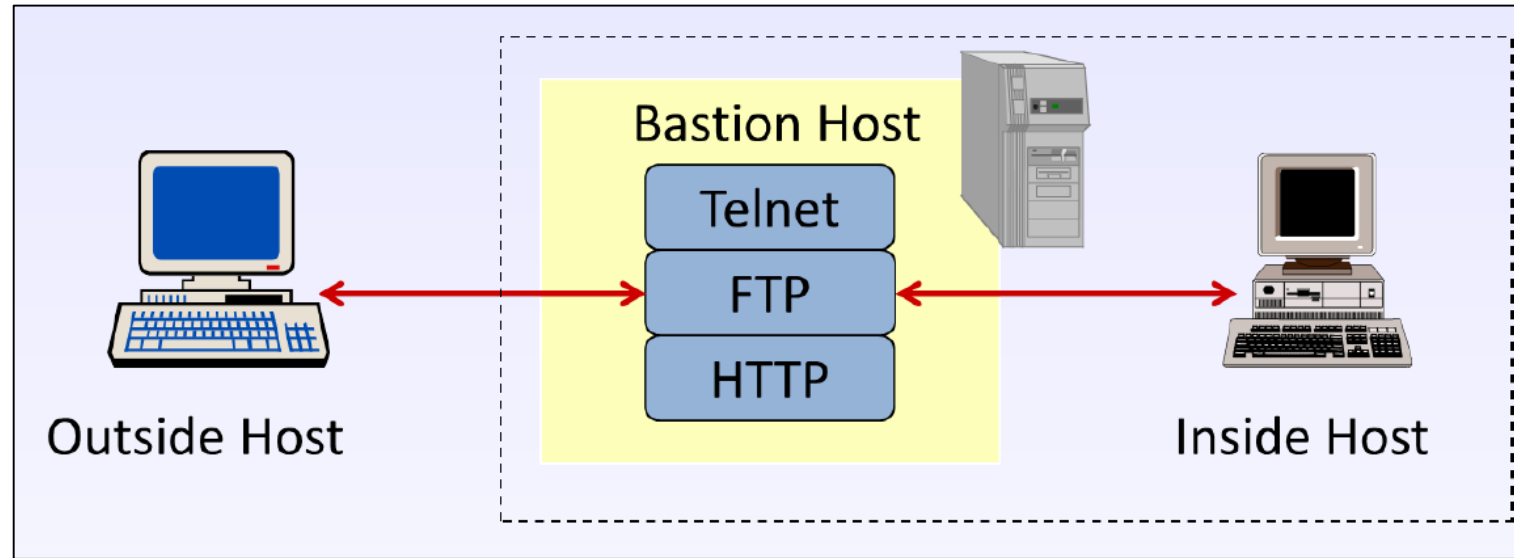 Bastion Host
Telnet
FTP
HTTP
Outside Host
Inside Host